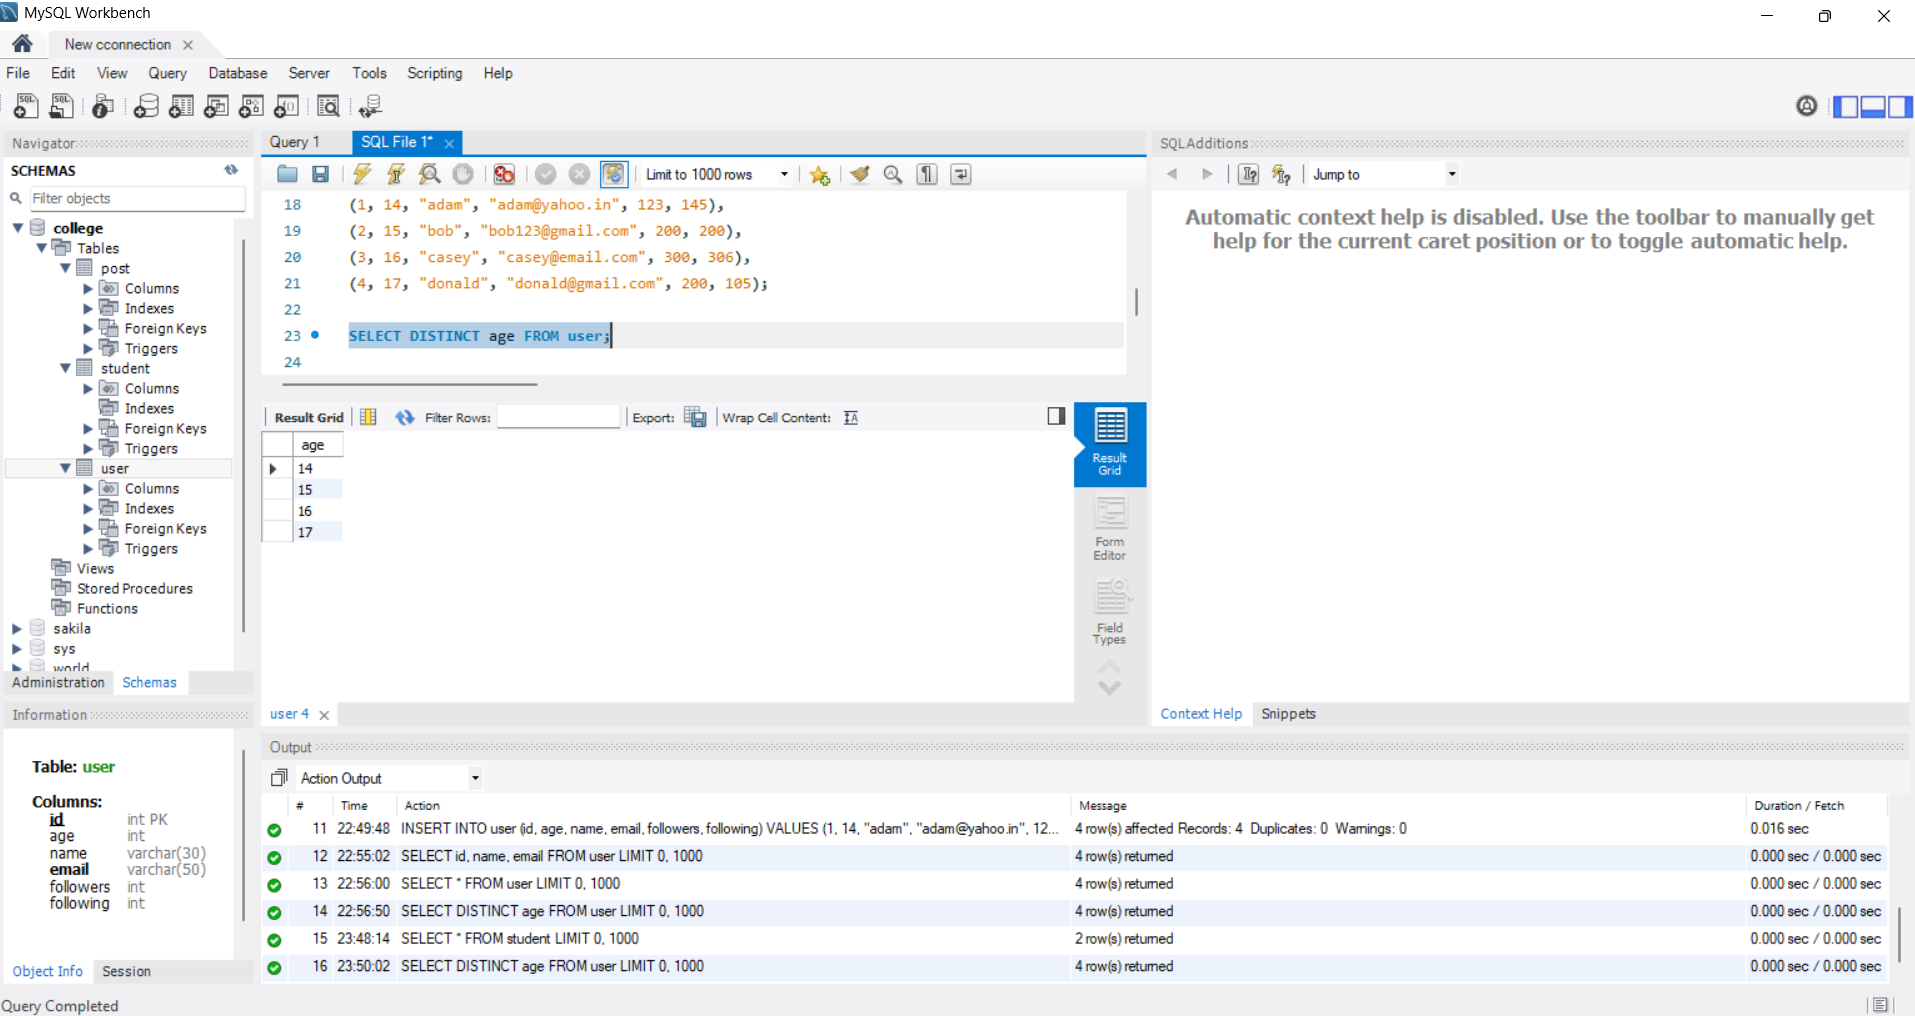 MySQL Workbench
New cconnection
File Edit View Query Database Server Tools Scripting Help
Navigator
SCHEMAS
Filter objects
college
Tables
post
Columns
Indexes
Foreign Keys
Triggers
student
Columns
Indexes
Foreign Keys
Triggers
user
Columns
Indexes
Foreign Keys
Triggers
Views
Stored Procedures
Functions
sakila
sys
world
Administration Schemas
Information
Table: user
Columns:
id int PK
age int
name varchar(30)
email varchar(50)
followers int
following int
Object Info Session
Query Completed
Query 1 SQL File 1*
Limit to 1000 rows
18 (1, 14, "adam", "adam@yahoo.in", 123, 145),
19 (2, 15, "bob", "bob123@gmail.com", 200, 200),
20 (3, 16, "casey", "casey@email.com", 300, 306),
21 (4, 17, "donald", "donald@gmail.com", 200, 105);
22
23 SELECT DISTINCT age FROM user;
24
Result Grid Filter Rows: Export: Wrap Cell Content:
age
14
15
16
17
Result
Grid
Form
Editor
Field
Types
user 4
SQLAdditions
Jump to
Automatic context help is disabled. Use the toolbar to manually get
help for the current caret position or to toggle automatic help.
Context Help Snippets
Output
Action Output
# Time Action Message Duration / Fetch
11 22:49:48 INSERT INTO user (id, age, name, email, followers, following) VALUES (1, 14, "adam", "adam@yahoo.in", 12... 4 row(s) affected Records: 4 Duplicates: 0 Warnings: 0 0.016 sec
12 22:55:02 SELECT id, name, email FROM user LIMIT 0, 1000 4 row(s) returned 0.000 sec / 0.000 sec
13 22:56:00 SELECT * FROM user LIMIT 0, 1000 4 row(s) returned 0.000 sec / 0.000 sec
14 22:56:50 SELECT DISTINCT age FROM user LIMIT 0, 1000 4 row(s) returned 0.000 sec / 0.000 sec
15 23:48:14 SELECT * FROM student LIMIT 0, 1000 2 row(s) returned 0.000 sec / 0.000 sec
16 23:50:02 SELECT DISTINCT age FROM user LIMIT 0, 1000 4 row(s) returned 0.000 sec / 0.000 sec